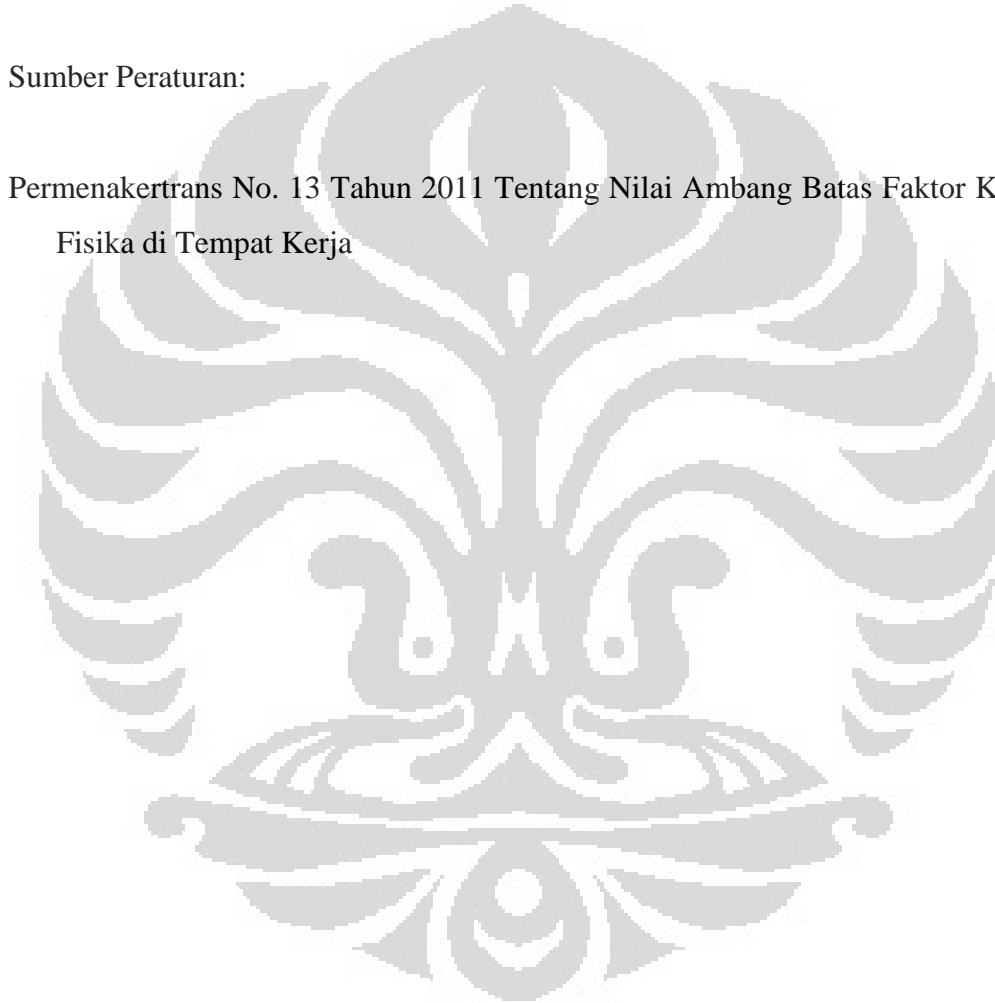 Sumber Peraturan:
Permenakertrans No. 13 Tahun 2011 Tentang Nilai Ambang Batas Faktor
Fisika di Tempat Kerja